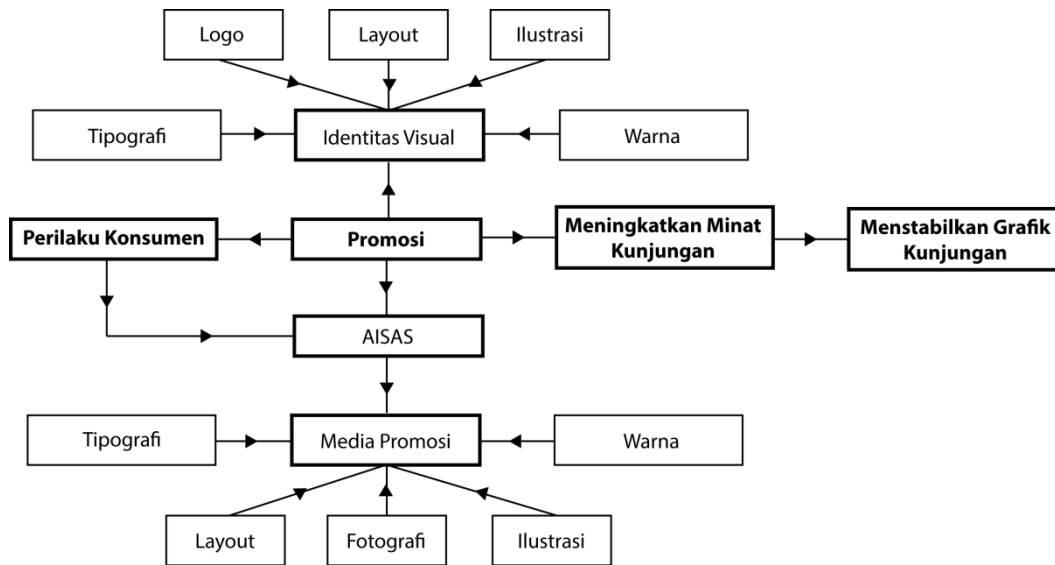 Logo
Layout
Ilustrasi
Tipografi
Identitas Visual
Warna
Perilaku Konsumen
Promosi
Meningkatkan Minat
Kunjungan
Menstabilkan Grafik
Kunjungan
AISAS
Tipografi
Media Promosi
Warna
Layout
Fotografi
Ilustrasi